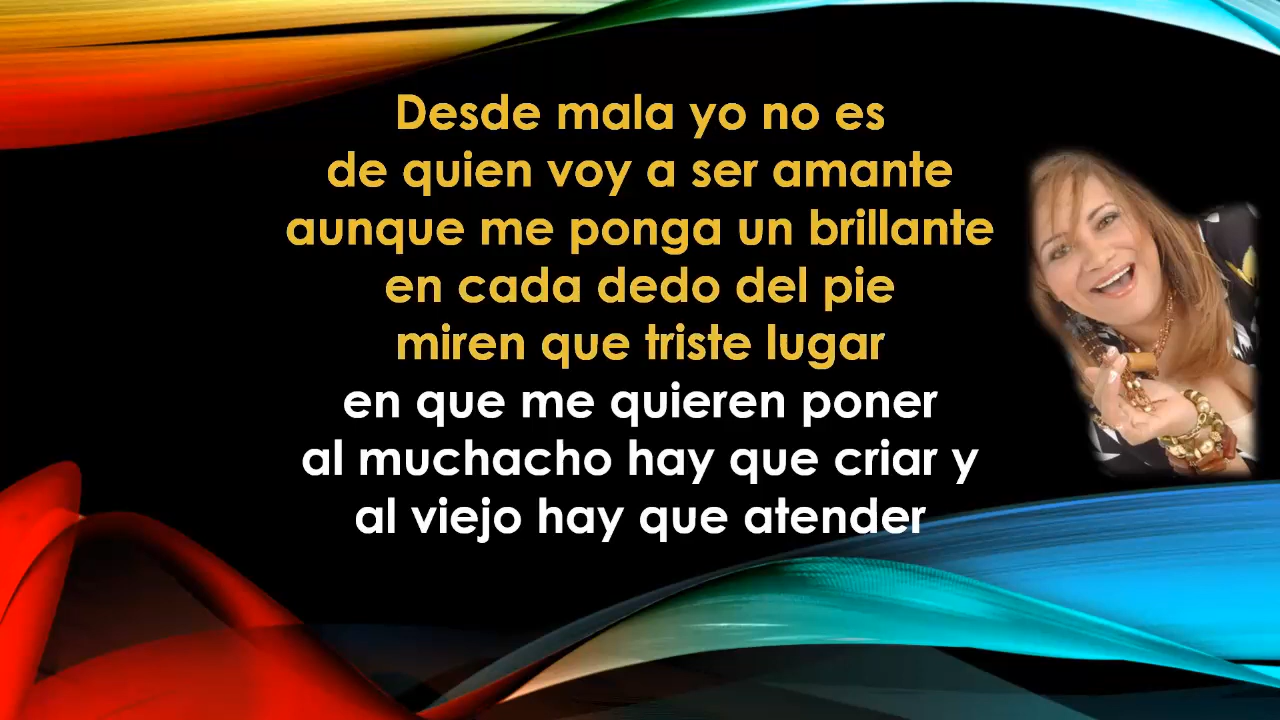 Desde mala yo no es
de quien voy a ser amante
aunque me ponga un brillante
en cada dedo del pie
miren que triste lugar
en que me quieren poner
al muchacho hay que criar y
al viejo hay que atender